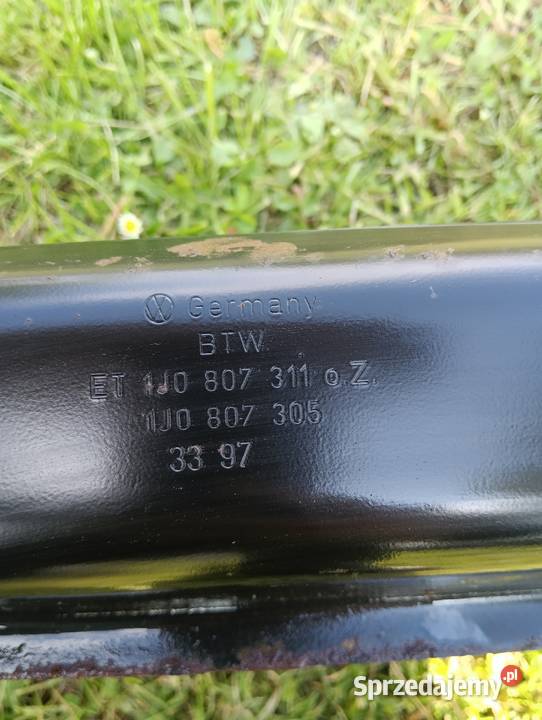 Germany
BTW
ET 1J0 807 311 o.Z.
1J0 807 305
33 97
Sprzedajemy.pl